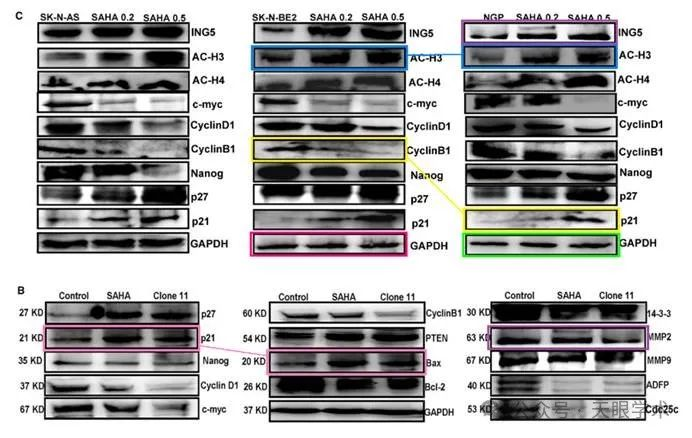 C
SK-N-AS SAHA 0.2 SAHA 0.5
ING5
AC-H3
AC-H4
c-myc
CyclinD1
CyclinB1
Nanog
p27
p21
GAPDH
SK-N-BE2 SAHA 0.2 SAHA 0.5
ING5
AC-H3
AC-H4
c-myc
CyclinD1
CyclinB1
Nanog
p27
p21
GAPDH
NGP SAHA 0.2 SAHA 0.5
ING5
AC-H3
AC-H4
c-myb
CyclinD1
CyclinB1
Nanog
p27
p21
GAPDH
B
Control SAHA Clone 11
27 KD p27
21 KD p21
35 KD Nanog
37 KD Cyclin D1
67 KD c-myc
Control SAHA Clone 11
60 KD CyclinB1
54 KD PTEN
20 KD Bax
26 KD Bcl-2
37 KD GAPDH
Control SAHA Clone 11
30 KD 14-3-3
63 KD MMP2
67 KD MMP9
40 KD ADFP
53 KD Cdc25c
公众号 · 天眼学术